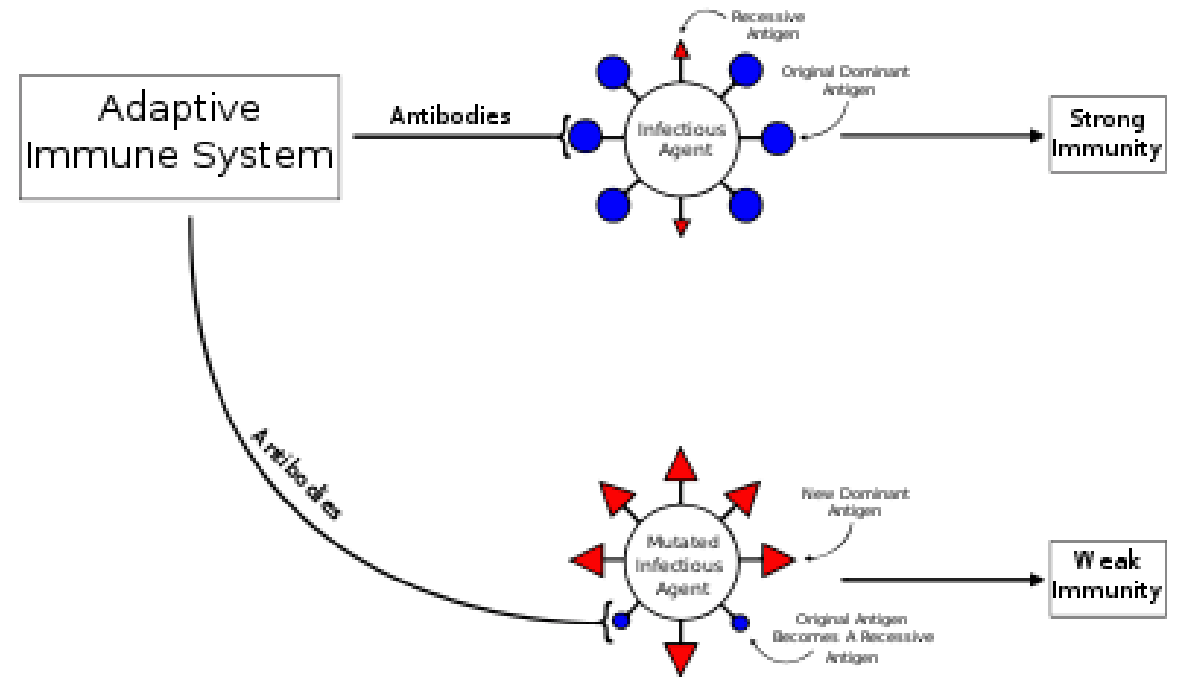 Recessive
Antigen
Original Dominant
Antigen
Adaptive
Immune System
Antibodies
Infectious
Agent
Strong
Immunity
Antibodies
New Dominant
Antigen
Mutated
Infectious
Agent
Weak
Immunity
Original Antigen
Becomes A Recessive
Antigen